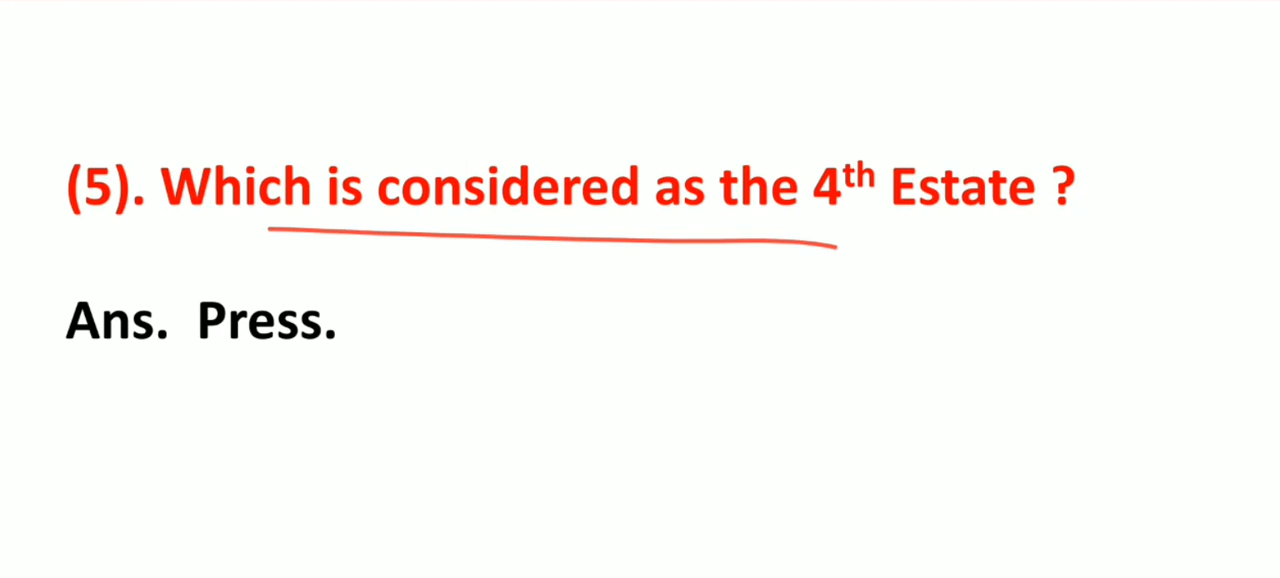 (5). Which is considered as the 4th Estate ?
Ans. Press.